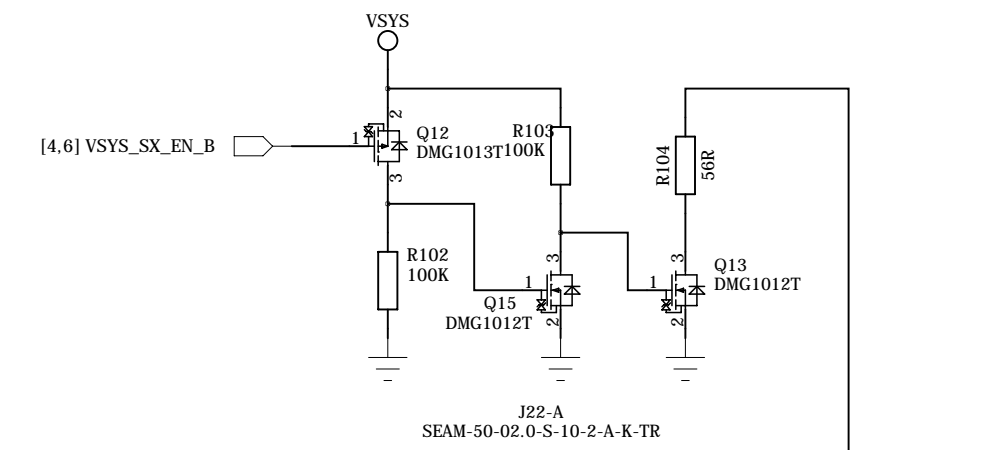 VSYS
[4,6] VSYS_SX_EN_B
1
2
3
Q12
DMG1013T
R103
100K
R104
56R
R102
100K
1
3
2
Q15
DMG1012T
1
3
2
Q13
DMG1012T
J22-A
SEAM-50-02.0-S-10-2-A-K-TR